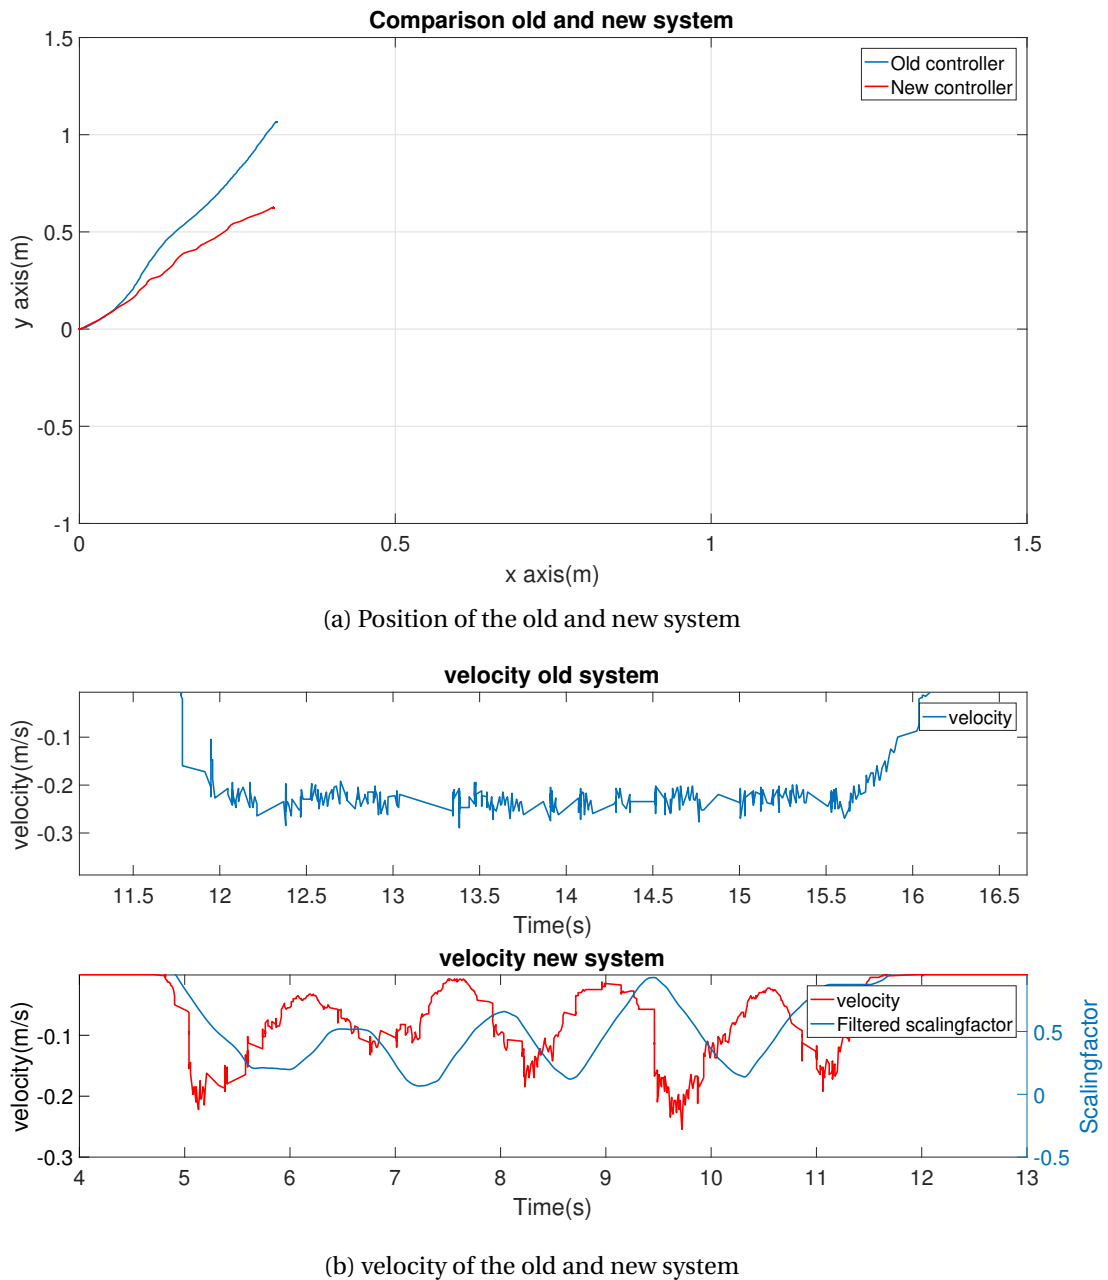 Comparison old and new system
1.5
Old controller
New controller
1
0.5
0
-0.5
-1
y axis(m)
0 0.5 1 1.5
x axis(m)
(a) Position of the old and new system
velocity old system
velocity
-0.1
-0.2
-0.3
velocity(m/s)
11.5 12 12.5 13 13.5 14 14.5 15 15.5 16 16.5
Time(s)
velocity new system
0
velocity
Filtered scalingfactor
-0.1
-0.2
-0.3
velocity(m/s)
0.5
0
-0.5
Scalingfactor
4 5 6 7 8 9 10 11 12 13
Time(s)
(b) velocity of the old and new system